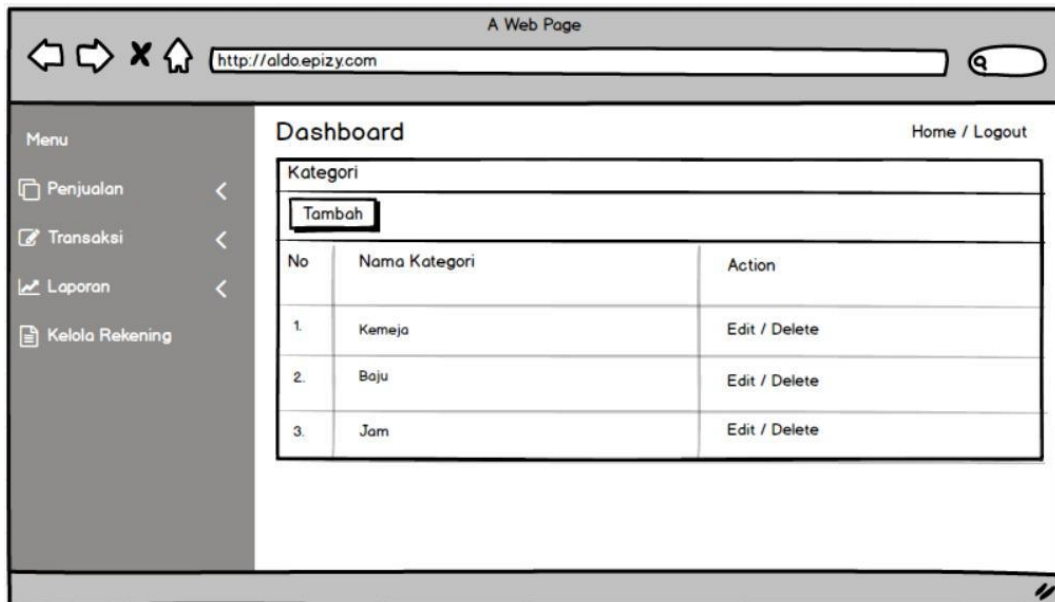 A Web Page
http://aldo.epizy.com
Menu
Penjualan
Transaksi
Laporan
Kelola Rekening
Dashboard
Home / Logout
Kategori
Tambah
No Nama Kategori Action
1. Kemeja Edit / Delete
2. Baju Edit / Delete
3. Jam Edit / Delete